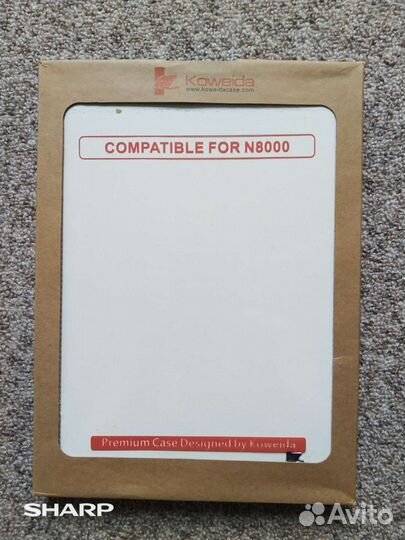 Koweida
www.koweidacase.com
COMPATIBLE FOR N8000
Premium Case Designed by Koweida
SHARP
Avito